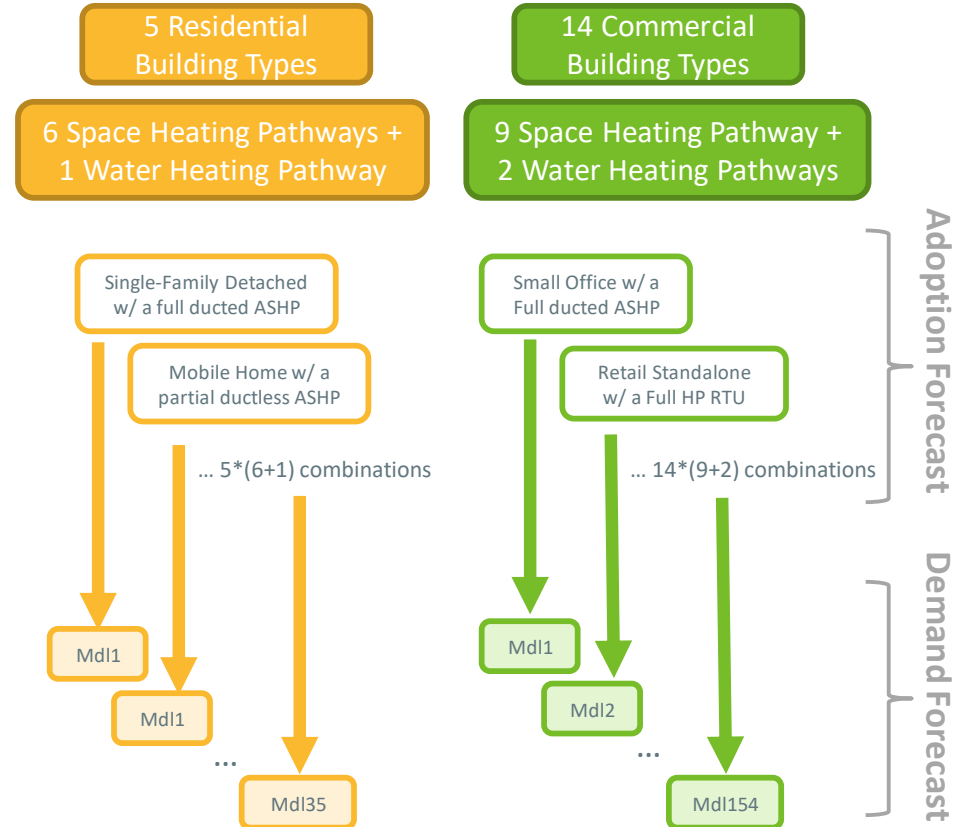 5 Residential
Building Types
14 Commercial
Building Types
6 Space Heating Pathways +
1 Water Heating Pathway
9 Space Heating Pathway +
2 Water Heating Pathways
Single-Family Detached
w/ a full ducted ASHP
Mobile Home w/ a
partial ductless ASHP
... 5*(6+1) combinations
Mdl1
Mdl1
...
Mdl35
Small Office w/ a
Full ducted ASHP
Retail Standalone
w/ a Full HP RTU
... 14*(9+2) combinations
Mdl1
Mdl2
...
Mdl154
Adoption Forecast
Demand Forecast